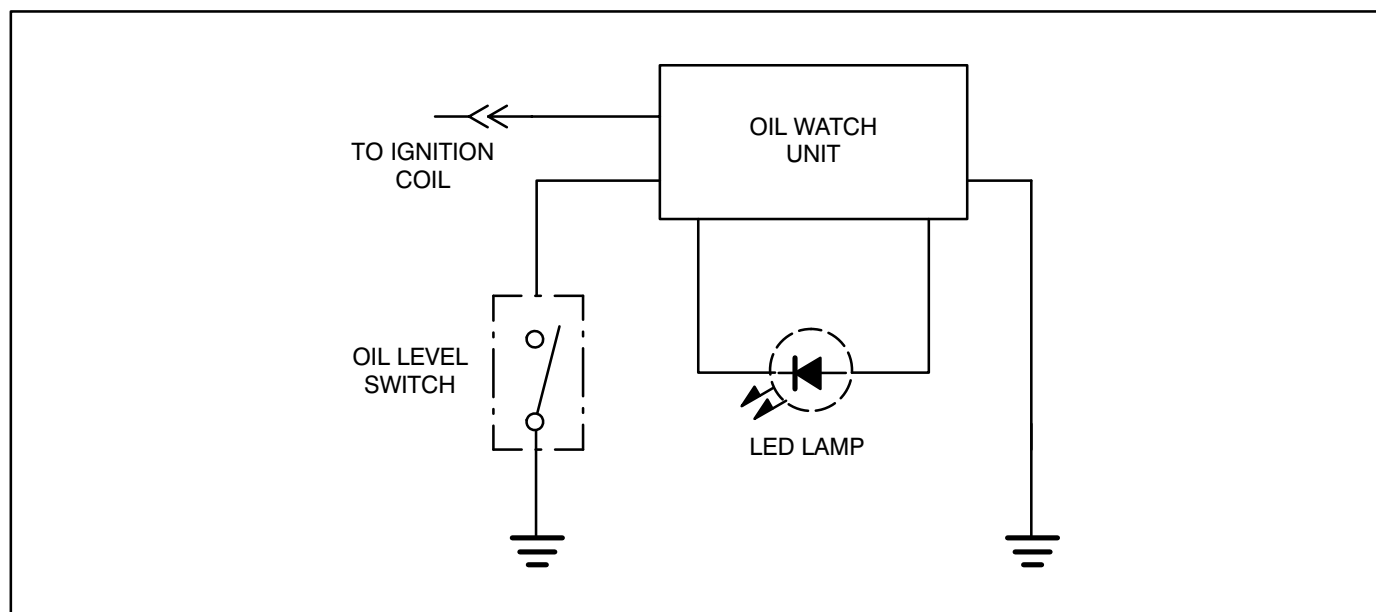 OIL WATCH
UNIT
TO IGNITION
COIL
OIL LEVEL
SWITCH
LED LAMP